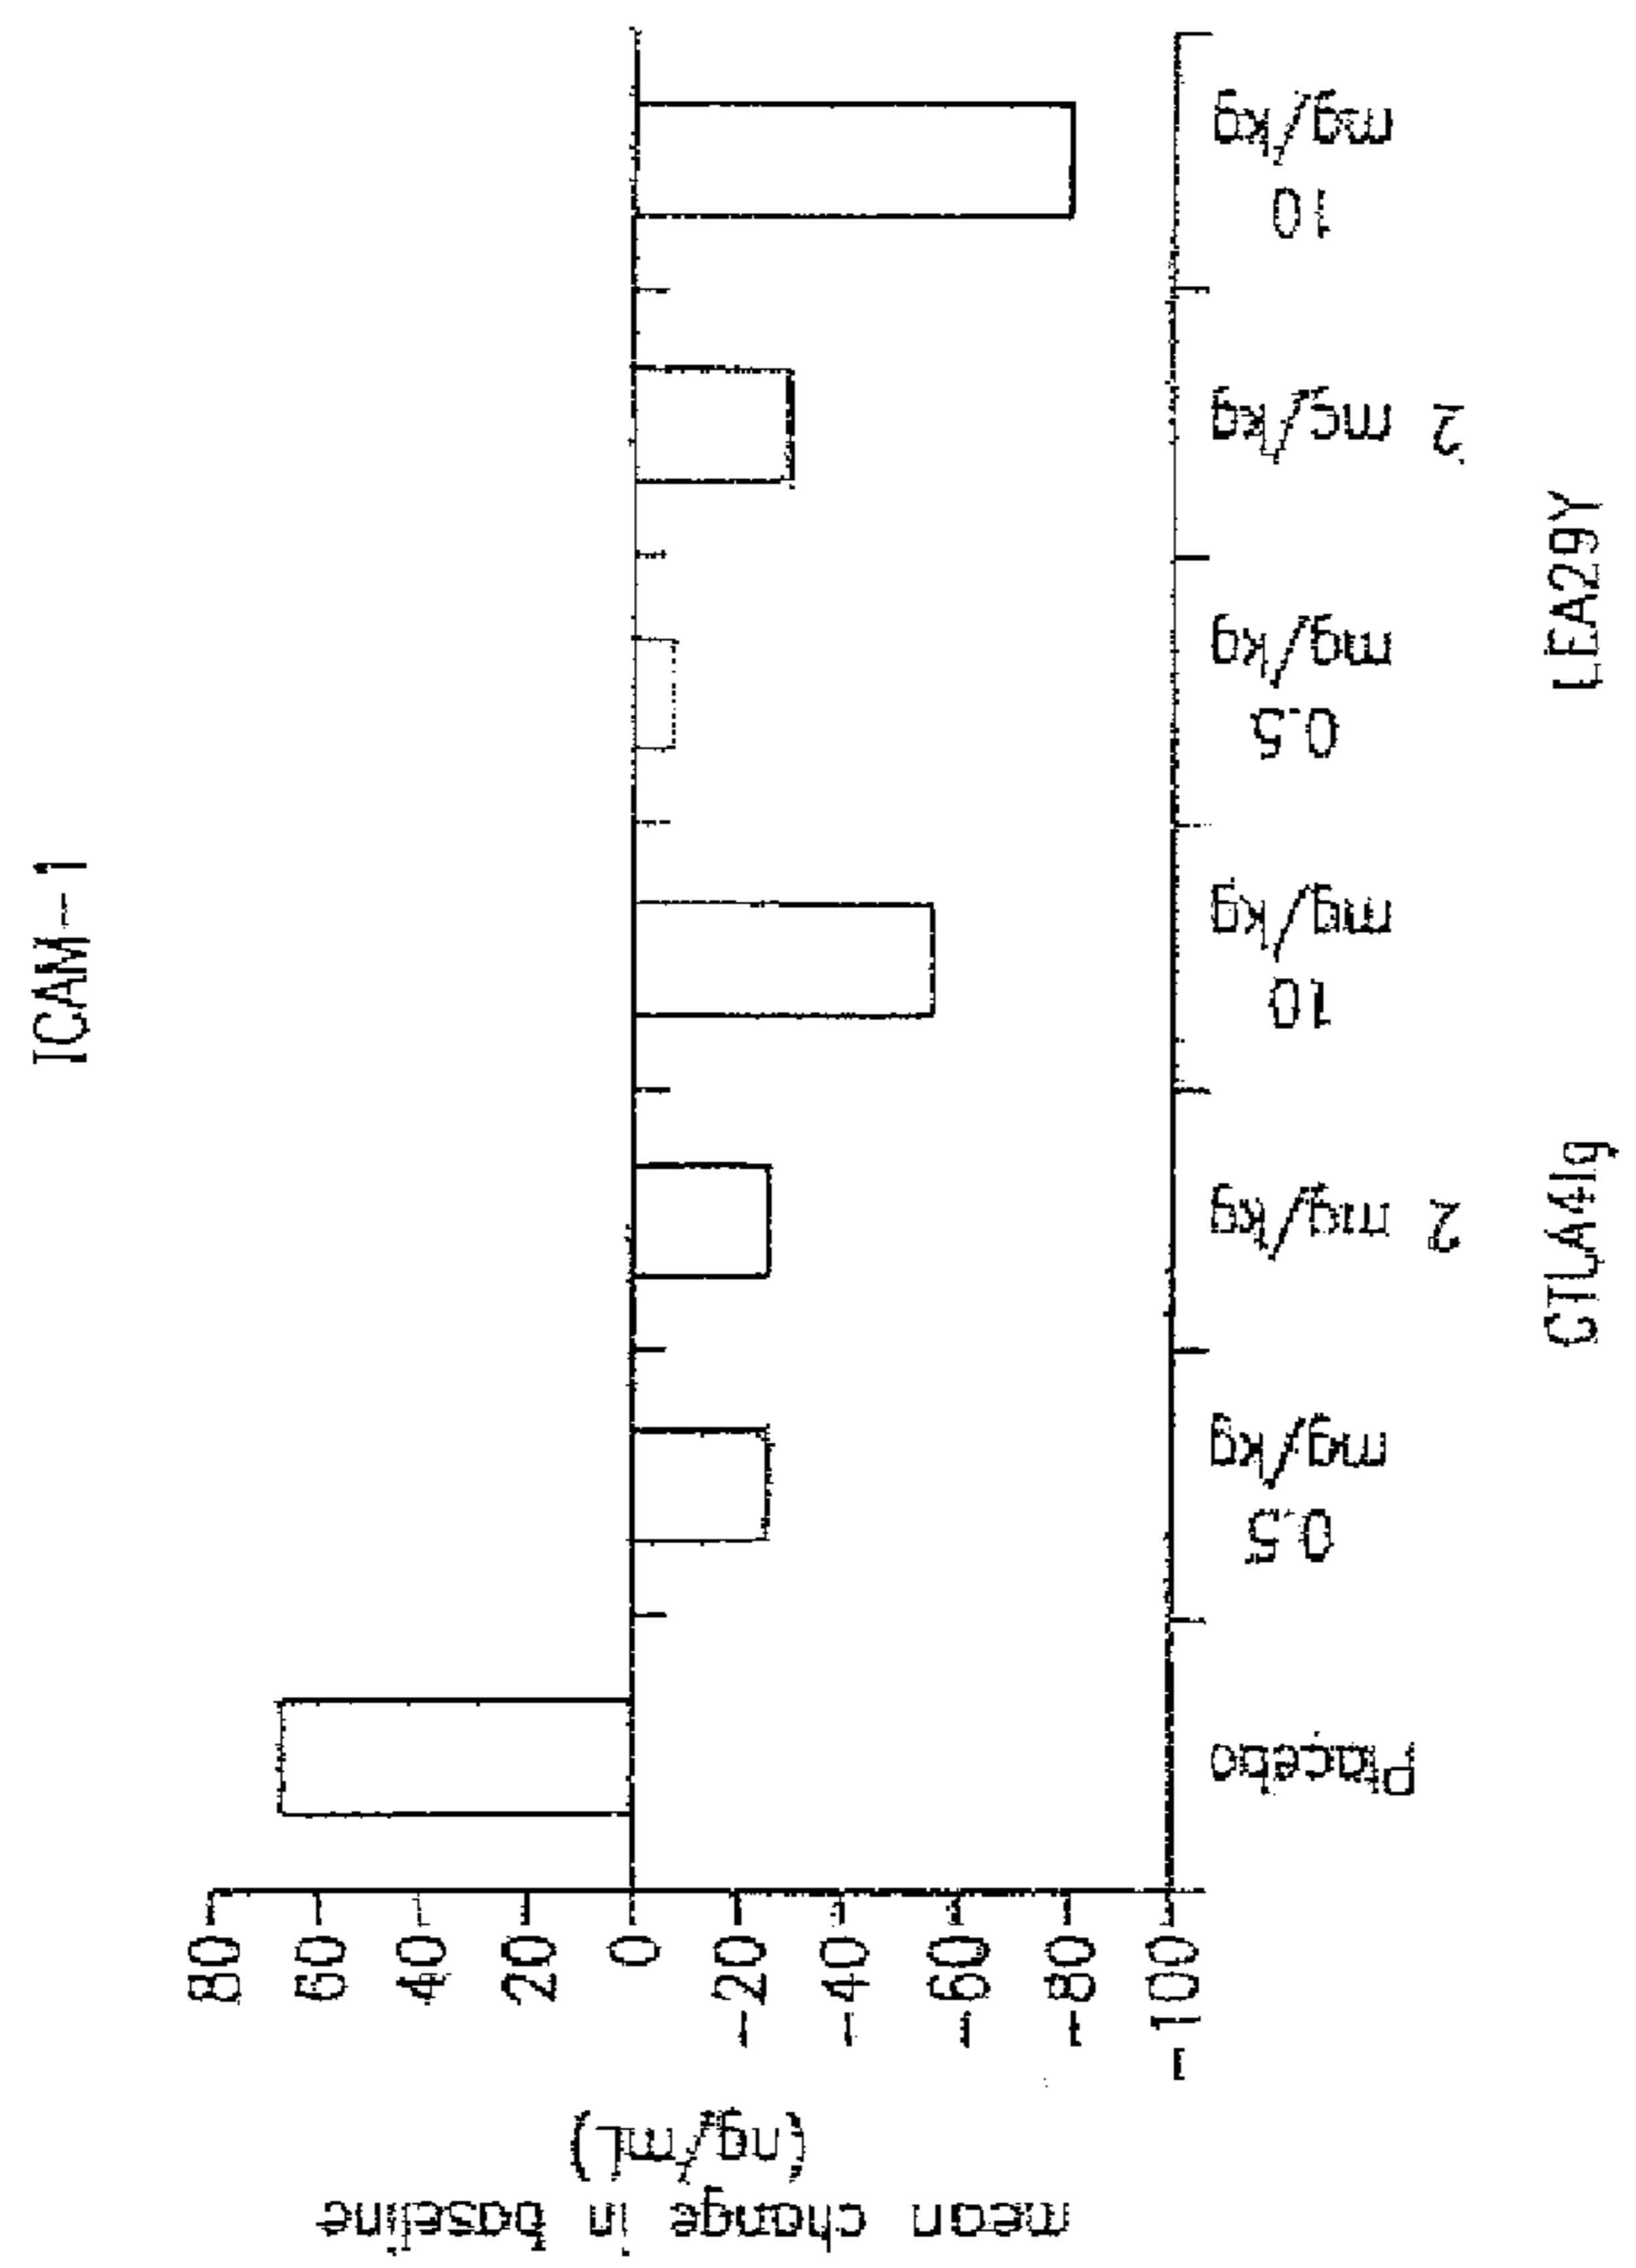 ICAM-1
mean change in baseline
(ng/mL)
80
60
40
20
0
-20
-40
-60
-80
-100
Placebo
0.5
mg/kg
2 mg/kg
10
mg/kg
0.5
mg/kg
2 mg/kg
10
mg/kg
CTLA4Ig
LEA29Y